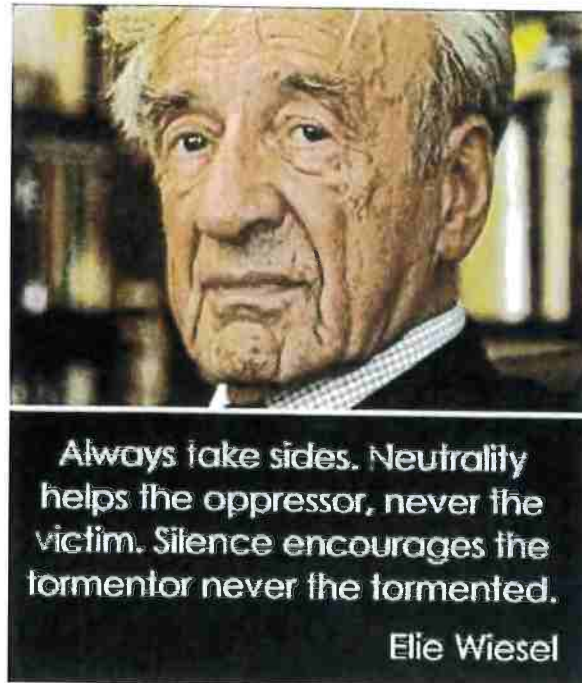 Always take sides. Neutrality
helps the oppressor, never the
victim. Silence encourages the
tormentor never the tormented.
Elie Wiesel